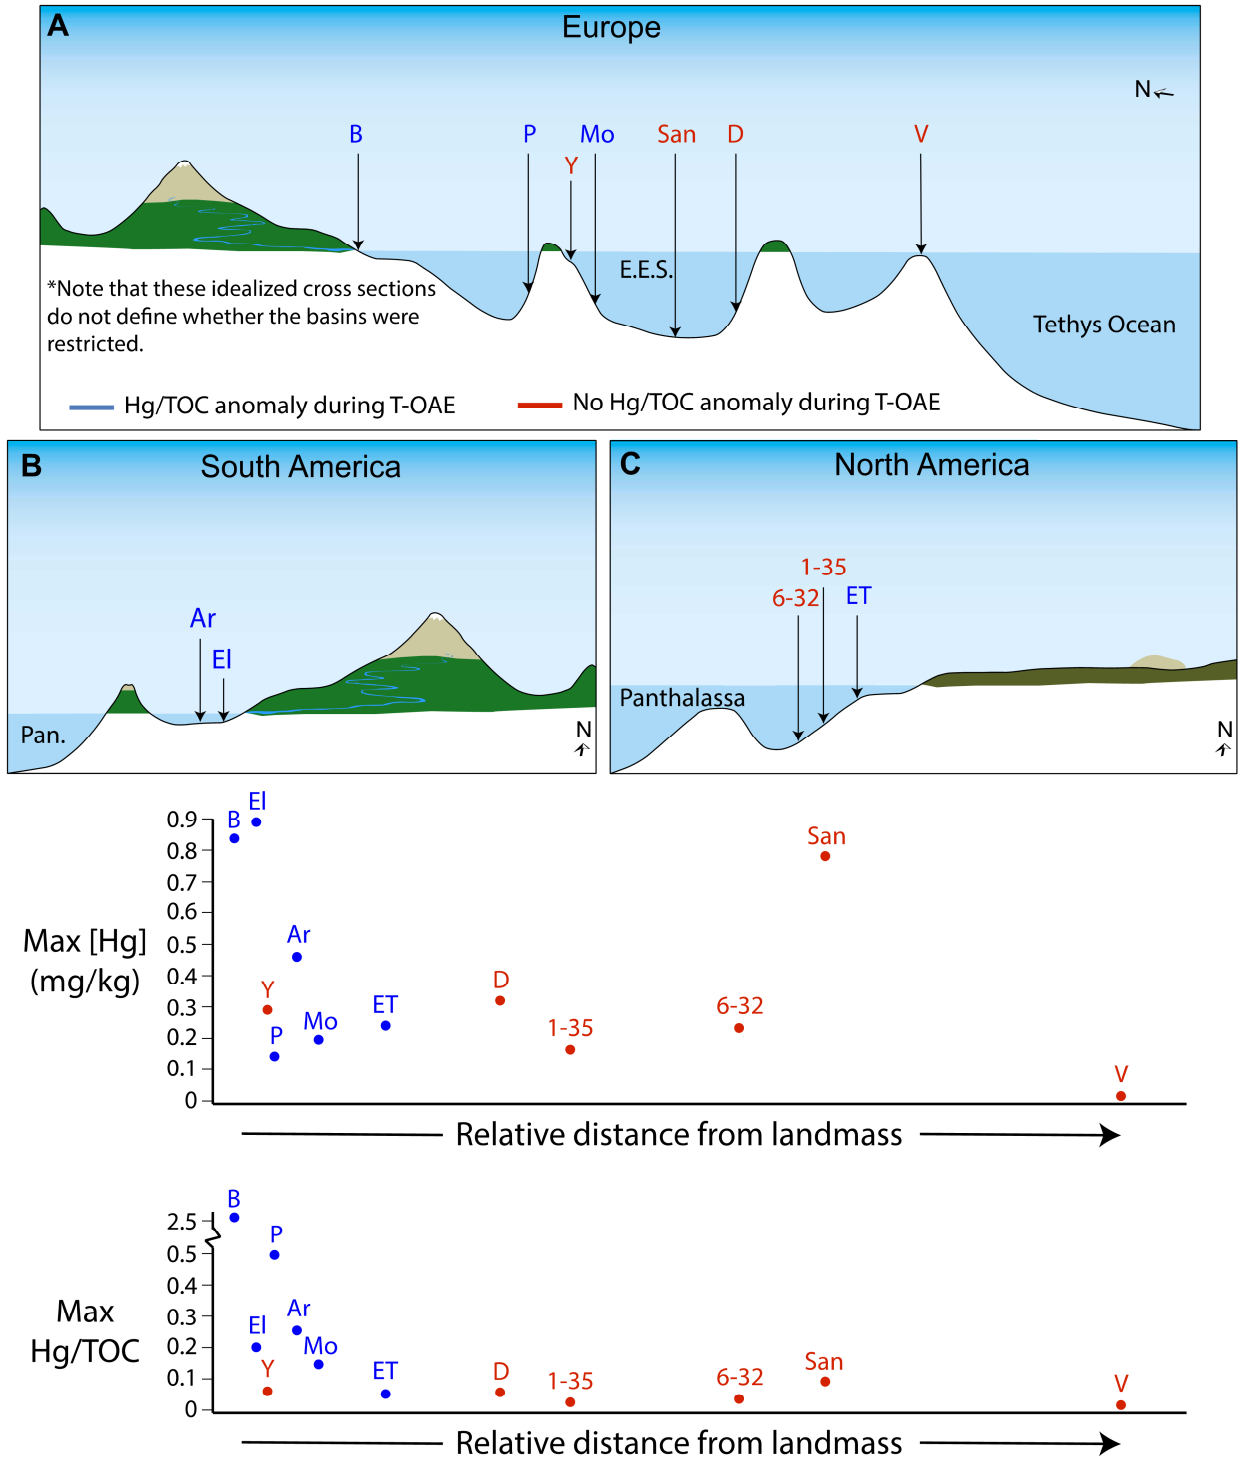 A
Europe
N
B
P
Mo
San
D
V
Y
E.E.S.
*Note that these idealized cross sections
do not define whether the basins were
restricted.
Tethys Ocean
Hg/TOC anomaly during T-OAE
No Hg/TOC anomaly during T-OAE
B
South America
Ar
El
Pan.
N
C
North America
1-35
6-32
ET
Panthalassa
N
Max [Hg]
(mg/kg)
0.9
0.8
0.7
0.6
0.5
0.4
0.3
0.2
0.1
0
B
El
San
Ar
Y
D
P
Mo
ET
1-35
6-32
V
Relative distance from landmass
Max
Hg/TOC
2.5
0.5
0.4
0.3
0.2
0.1
0
B
P
El
Ar
Mo
Y
ET
D
1-35
6-32
San
V
Relative distance from landmass